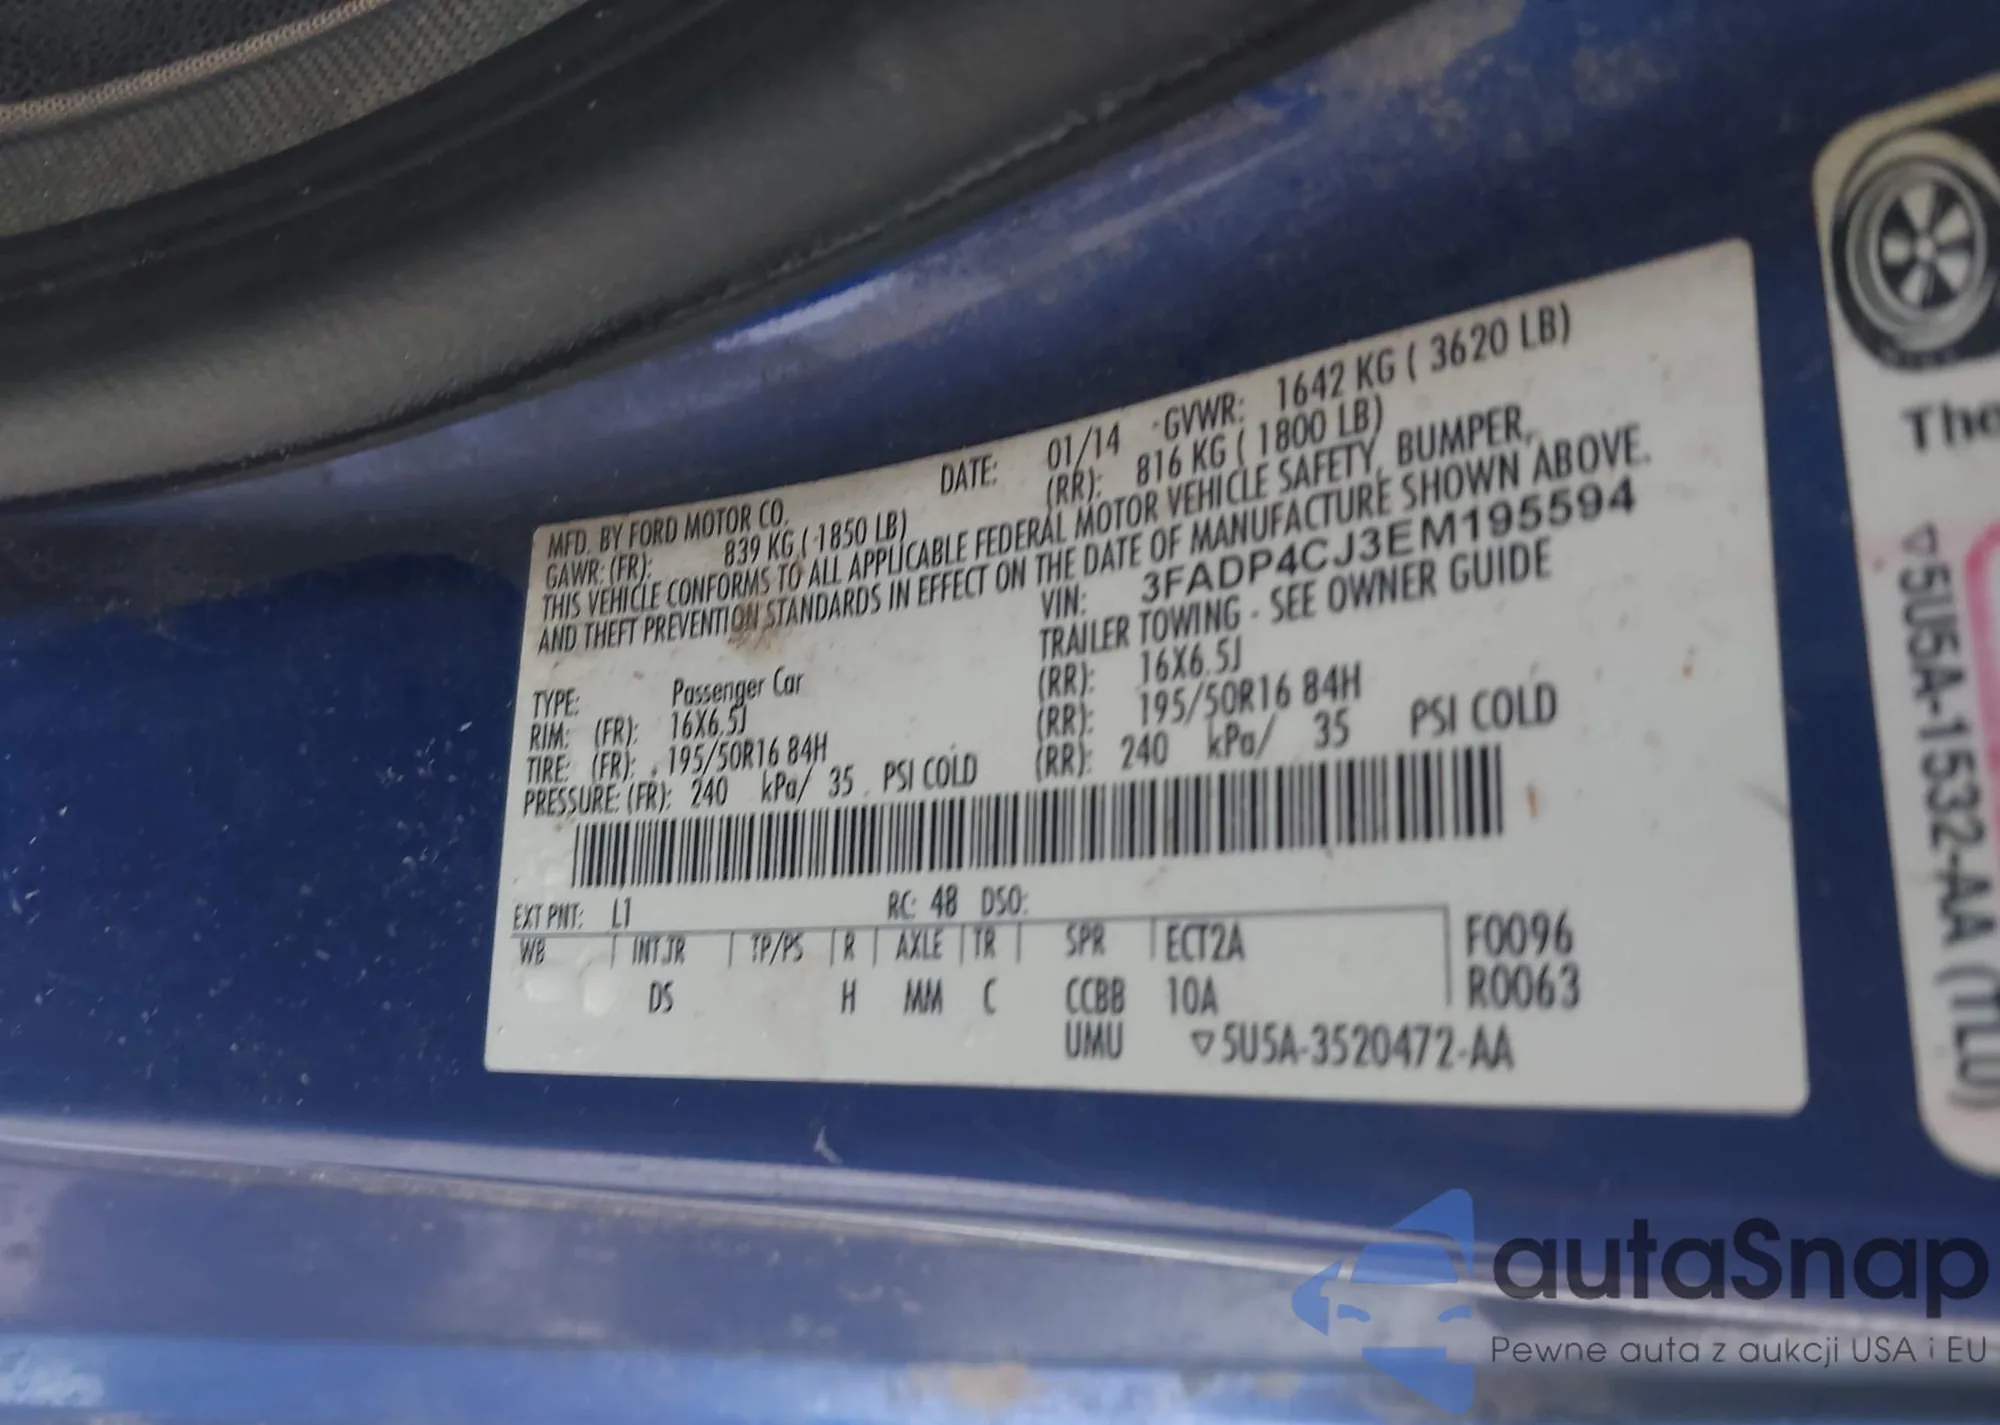 MFD. BY FORD MOTOR CO. DATE: 01/14 GVWR: 1642 KG ( 3620 LB)
GAWR: (FR): 839 KG ( 1850 LB) (RR): 816 KG ( 1800 LB)
THIS VEHICLE CONFORMS TO ALL APPLICABLE FEDERAL MOTOR VEHICLE SAFETY, BUMPER,
AND THEFT PREVENTION STANDARDS IN EFFECT ON THE DATE OF MANUFACTURE SHOWN ABOVE.
VIN: 3FADP4CJ3EM195594
TYPE: Passenger Car TRAILER TOWING - SEE OWNER GUIDE
RIM: (FR): 16X6.5J (RR): 16X6.5J
TIRE: (FR): 195/50R16 84H (RR): 195/50R16 84H
PRESSURE: (FR): 240 kPa/ 35 PSI COLD (RR): 240 kPa/ 35 PSI COLD
EXT PNT: L1 RC: 48 DSO:
WB INT.TR TP/PS R AXLE TR SPR ECT2A F0096
DS H MM C CCBB 10A R0063
UMU ▽5U5A-3520472-AA
The
▽5U5A-1532-AA (TLU)
autaSnap
Pewne auta z aukcji USA i EU